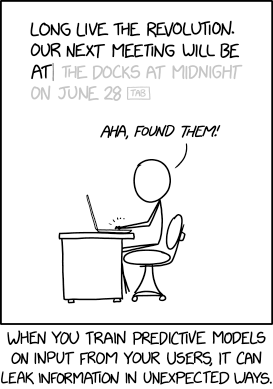 LONG LIVE THE REVOLUTION.
OUR NEXT MEETING WILL BE
AT| THE DOCKS AT MIDNIGHT
ON JUNE 28 TAB
AHA, FOUND THEM!
WHEN YOU TRAIN PREDICTIVE MODELS
ON INPUT FROM YOUR USERS, IT CAN
LEAK INFORMATION IN UNEXPECTED WAYS.